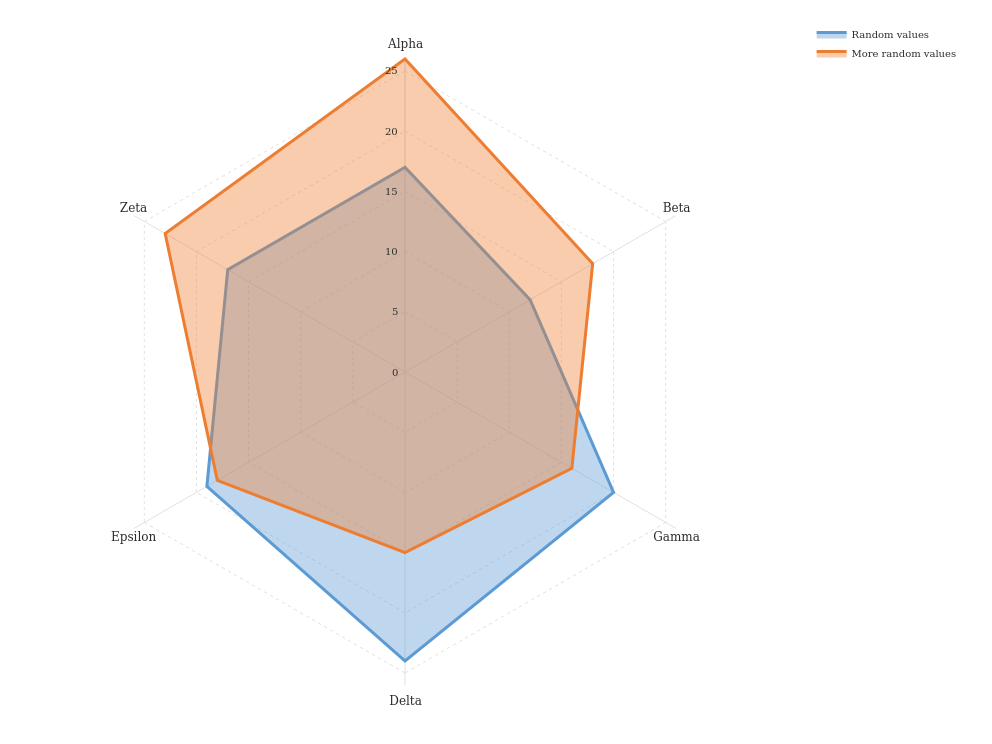 Random values
More random values
Alpha
25
20
Zeta
Beta
15
10
5
0
Epsilon
Gamma
Delta